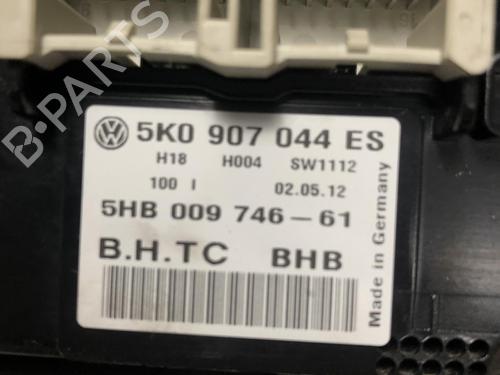 B-PARTS
5K0 907 044 ES
H18 H004 SW1112
100 I 02.05.12
5HB 009 746-61
B.H.TC BHB
Made in Germany